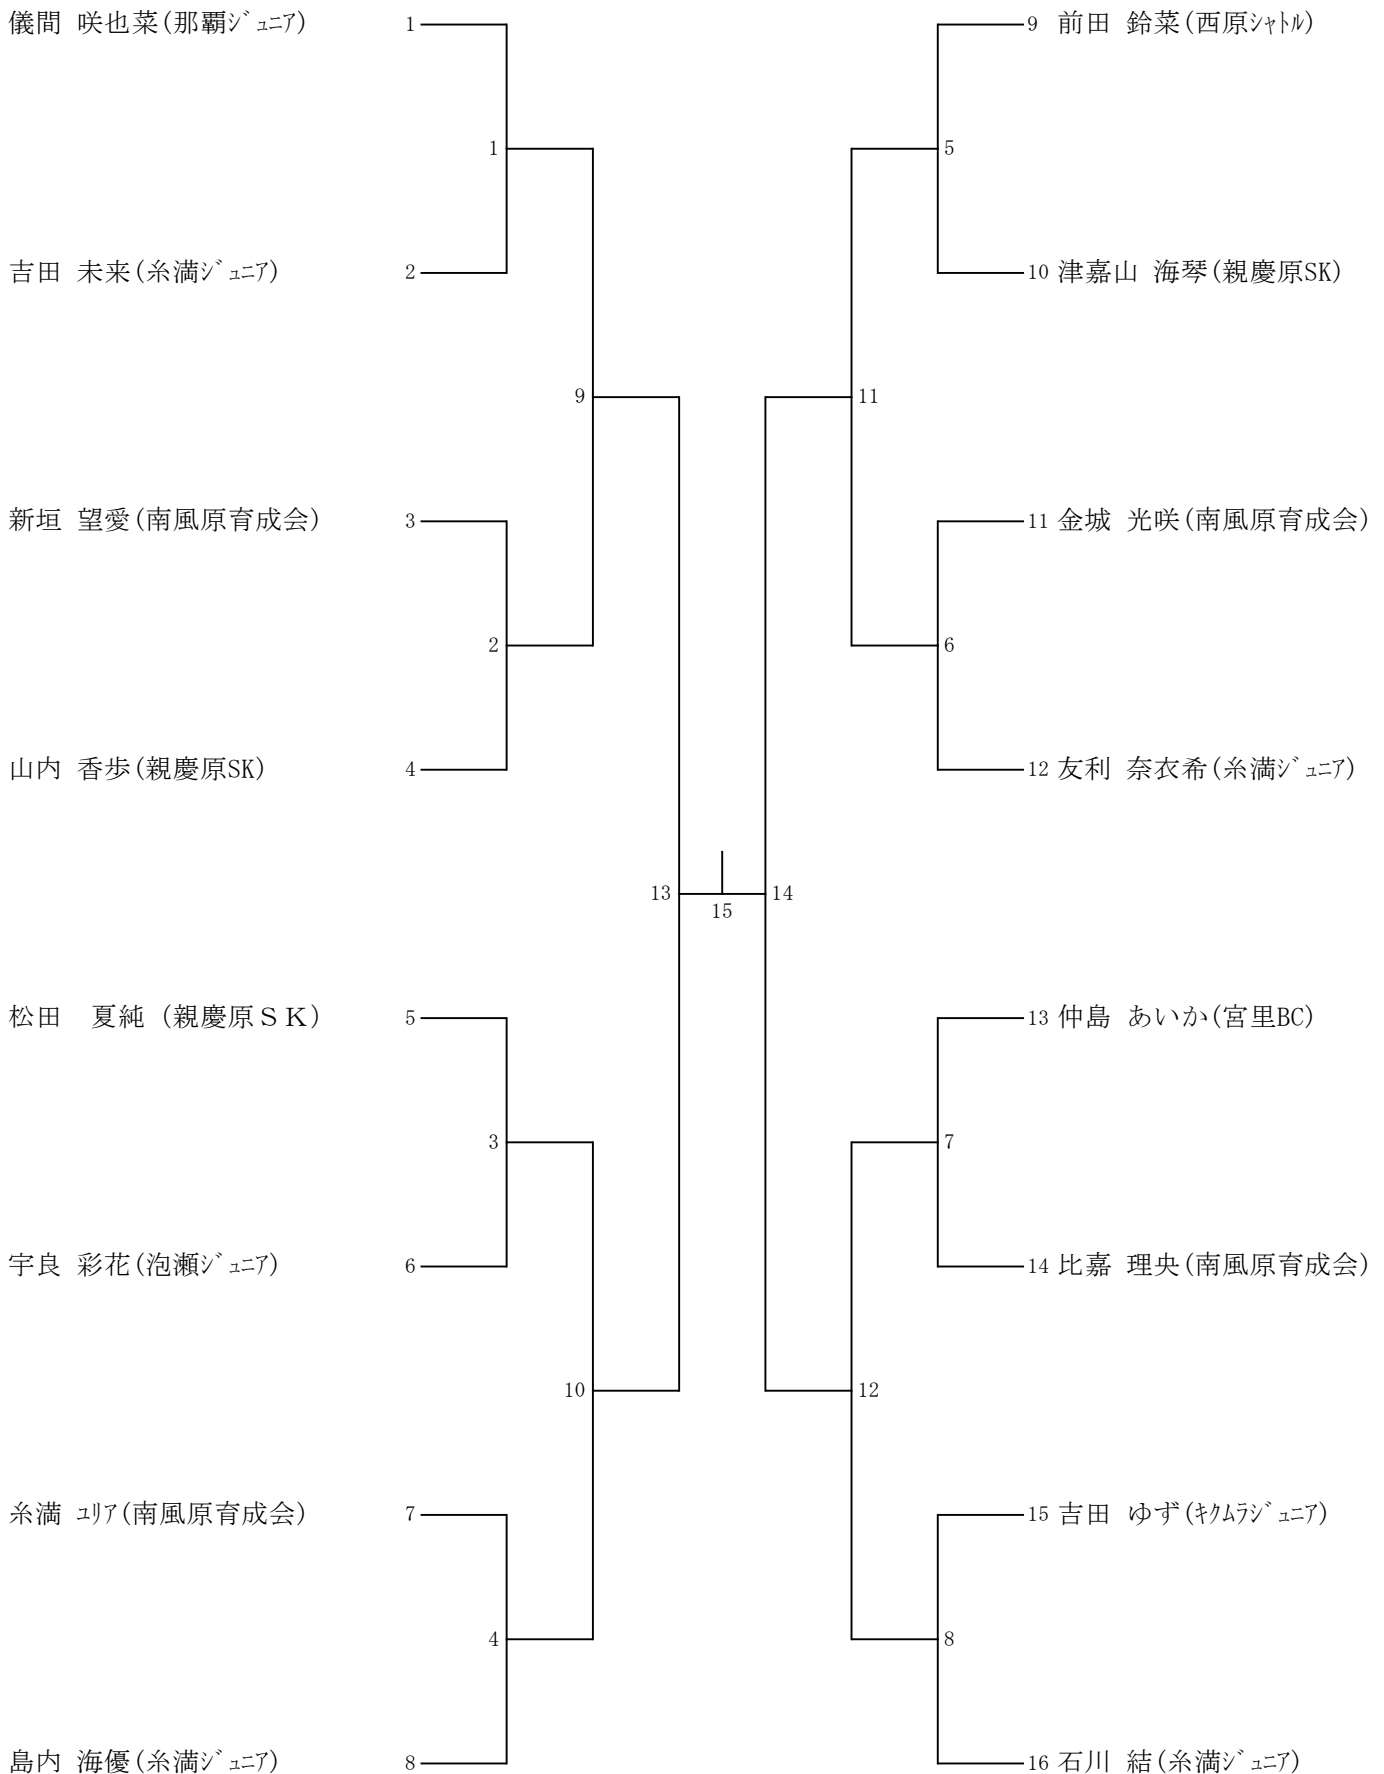 儀間 咲也菜(那覇ｼﾞｭﾆｱ) 1
1
吉田 未来(糸満ｼﾞｭﾆｱ) 2
9
新垣 望愛(南風原育成会) 3
2
山内 香歩(親慶原SK) 4
13
松田　夏純（親慶原ＳＫ） 5
3
宇良 彩花(泡瀬ｼﾞｭﾆｱ) 6
10
糸満 ﾕﾘｱ(南風原育成会) 7
4
島内 海優(糸満ｼﾞｭﾆｱ) 8
15
9 前田 鈴菜(西原ｼｬﾄﾙ)
5
10 津嘉山 海琴(親慶原SK)
11
11 金城 光咲(南風原育成会)
6
12 友利 奈衣希(糸満ｼﾞｭﾆｱ)
14
13 仲島 あいか(宮里BC)
7
14 比嘉 理央(南風原育成会)
12
15 吉田 ゆず(ｷｸﾑﾗｼﾞｭﾆｱ)
8
16 石川 結(糸満ｼﾞｭﾆｱ)